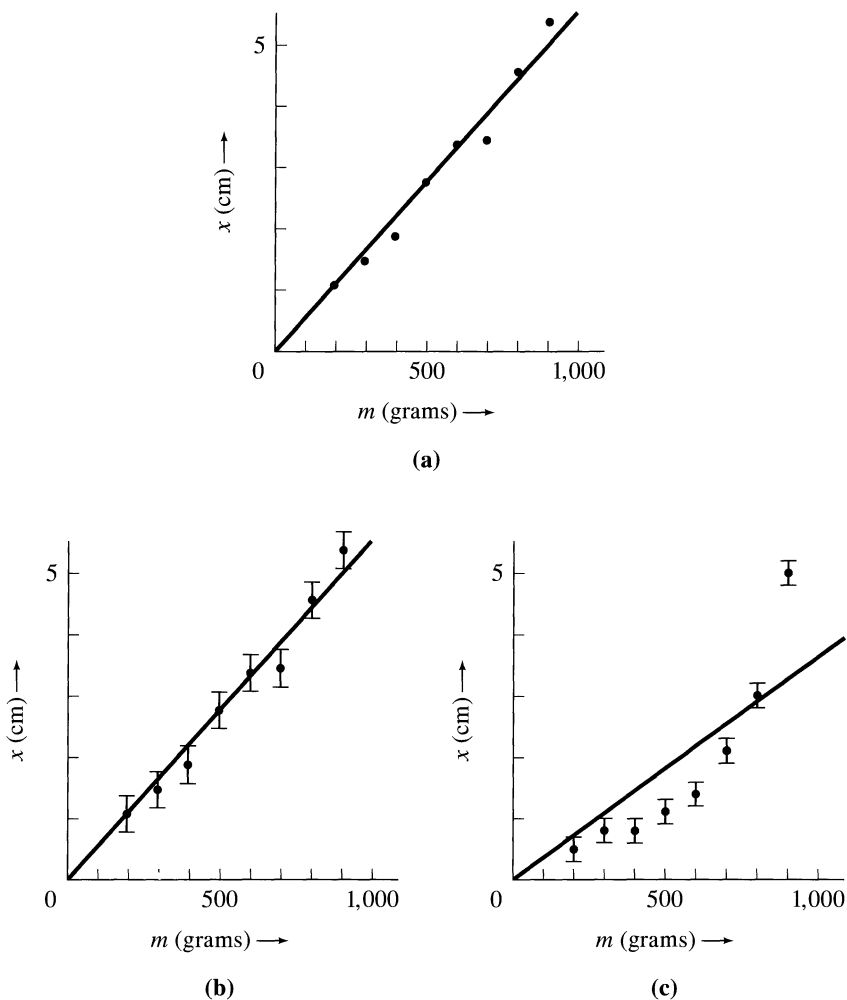 5
x (cm) →
0 500 1,000
m (grams) →
(a)
5
x (cm) →
0 500 1,000
m (grams) →
(b)
5
x (cm) →
0 500 1,000
m (grams) →
(c)